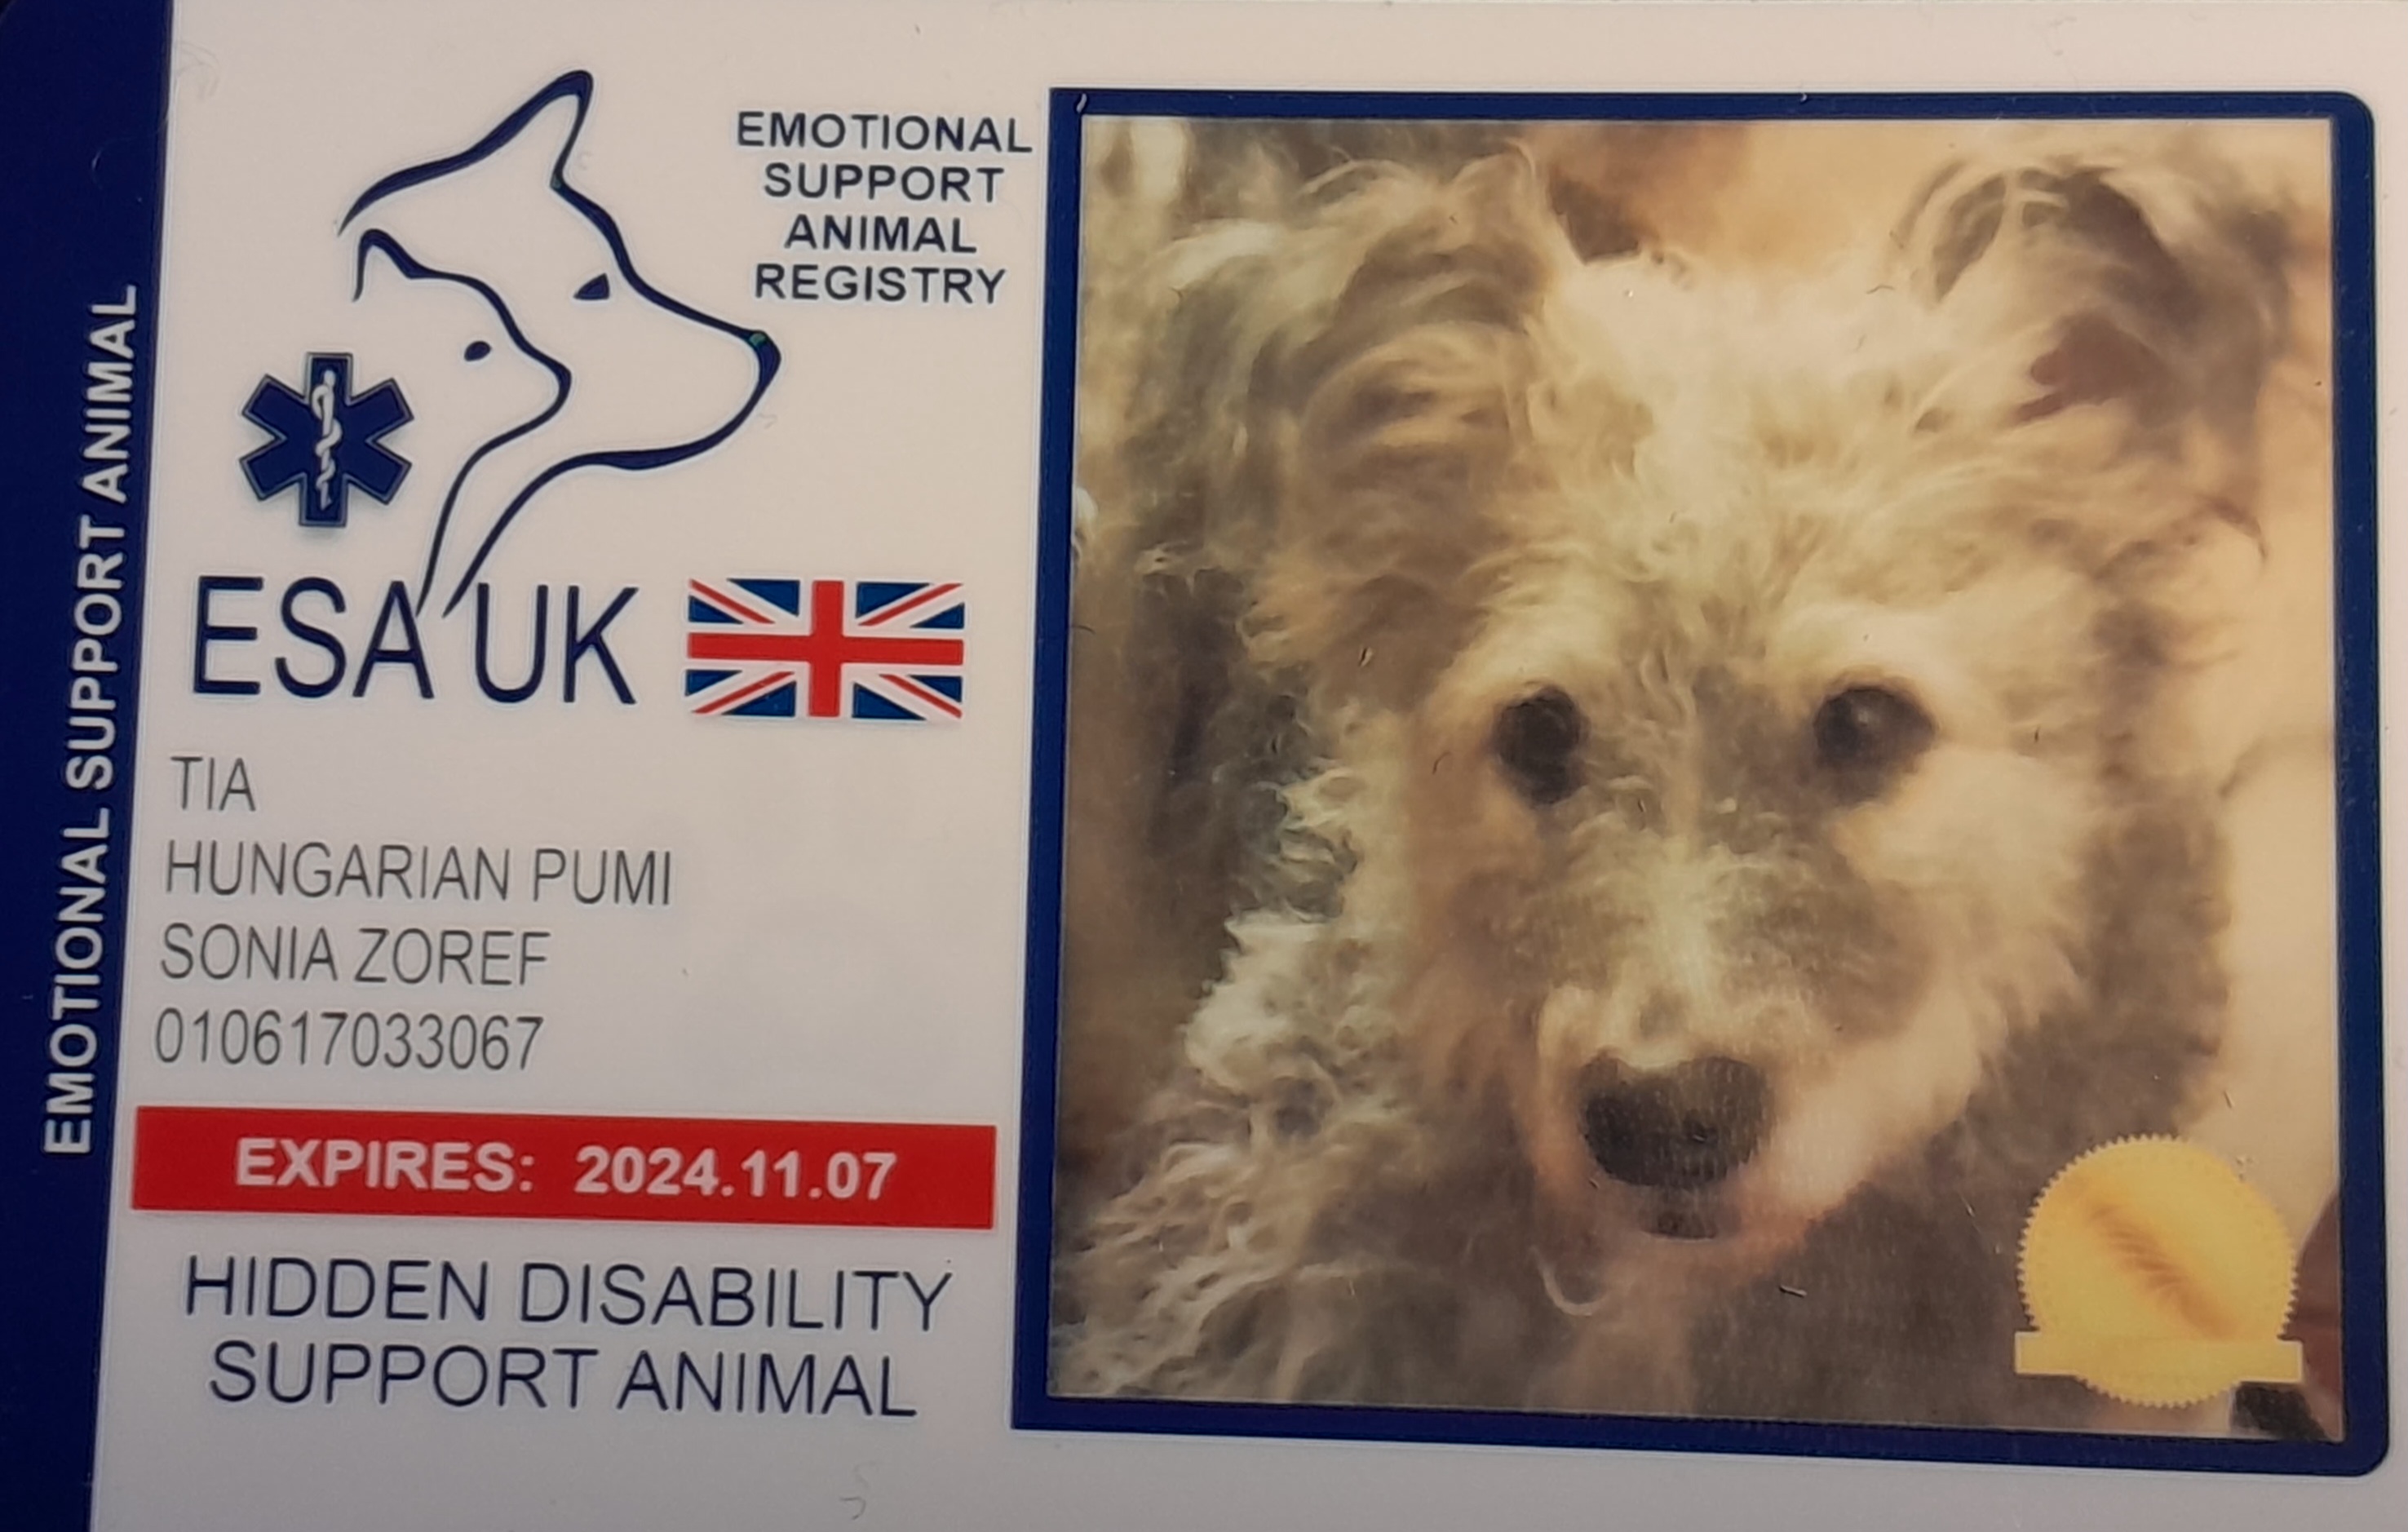 EMOTIONAL SUPPORT ANIMAL
EMOTIONAL
SUPPORT
ANIMAL
REGISTRY
ESA UK
TIA
HUNGARIAN PUMI
SONIA ZOREF
010617033067
EXPIRES: 2024.11.07
HIDDEN DISABILITY
SUPPORT ANIMAL